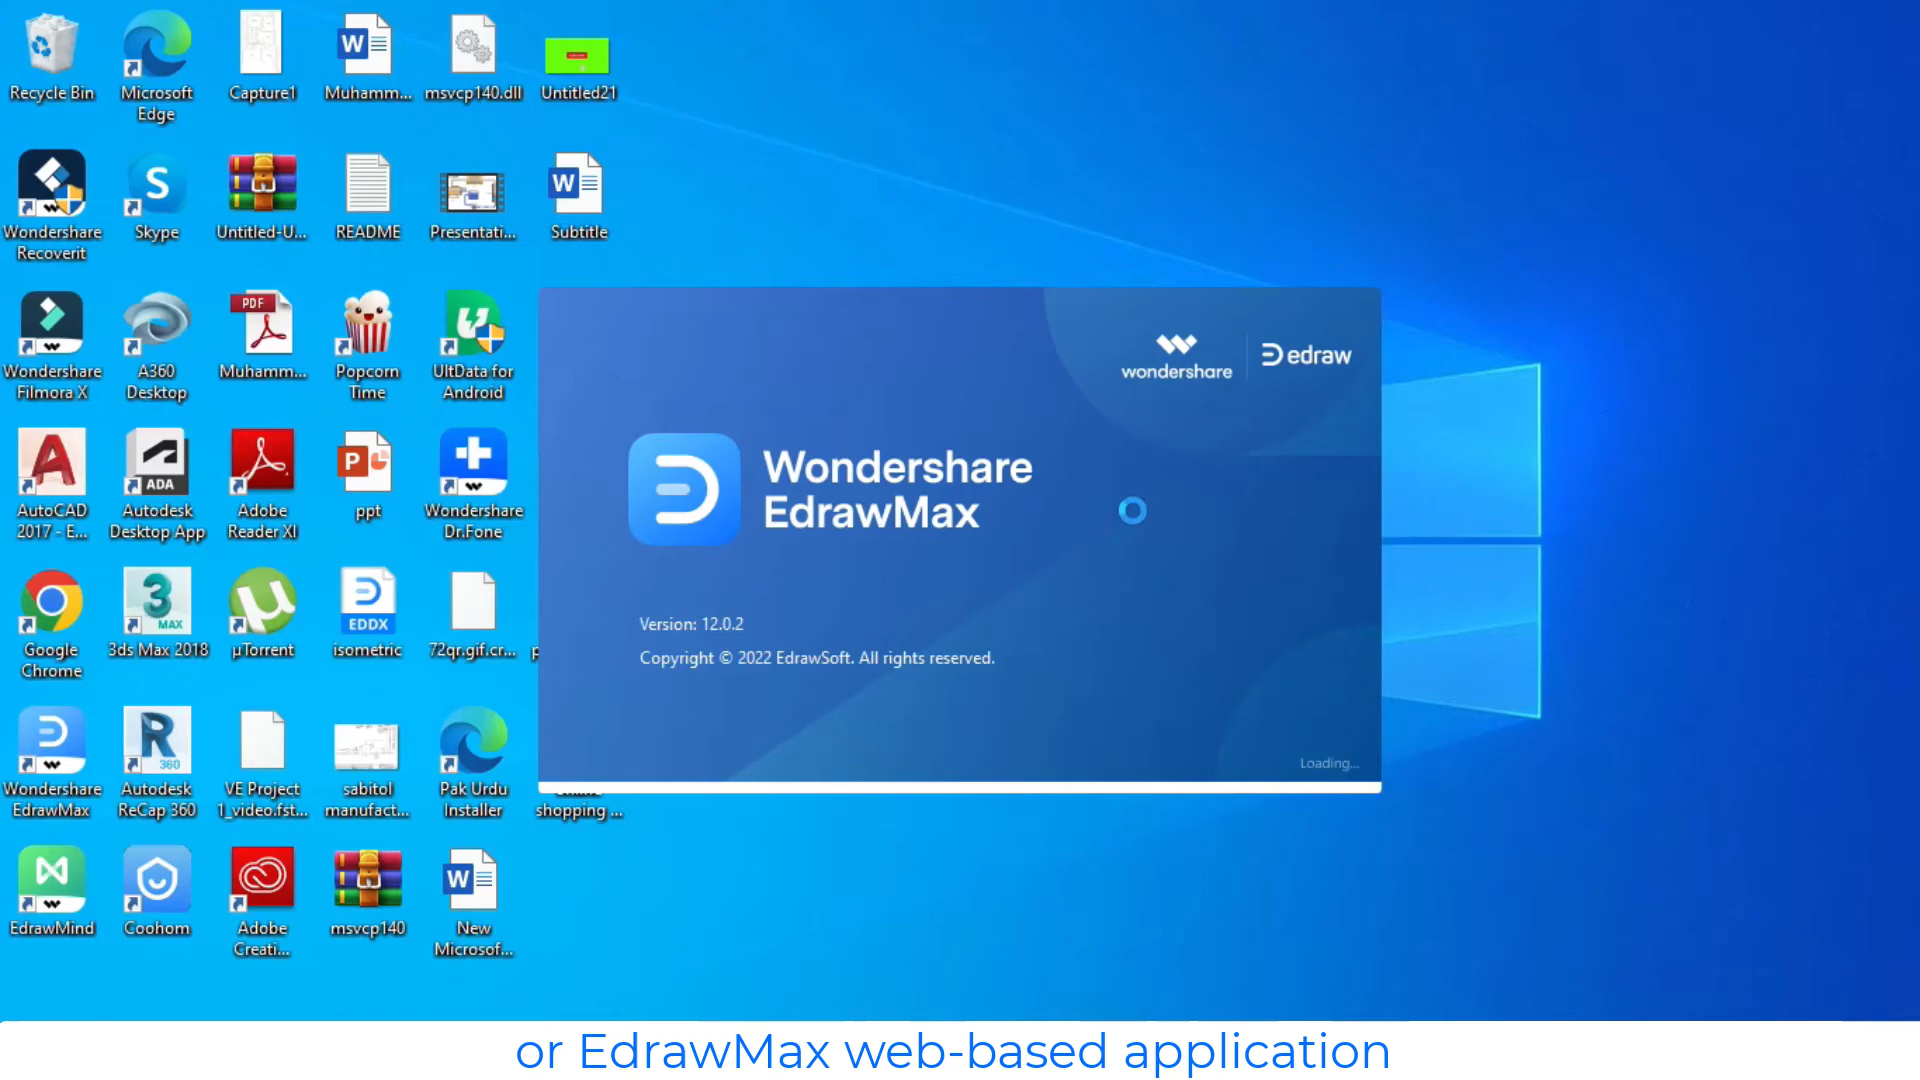 Recycle Bin
Microsoft
Edge
Capture1
W
Muhamm...
msvcp140.dll
Untitled21
Wondershare
Recoverit
S
Skype
Untitled-U...
README
Presentati...
W
Subtitle
Wondershare
Filmora X
A360
Desktop
PDF
Muhamm...
Popcorn
Time
UltData for
Android
wondershare
edraw
Wondershare
EdrawMax
Version: 12.0.2
Copyright © 2022 EdrawSoft. All rights reserved.
Loading...
AutoCAD
2017 - E...
ADA
Autodesk
Desktop App
Adobe
Reader XI
P
ppt
Wondershare
Dr.Fone
Google
Chrome
3
MAX
3ds Max 2018
µ
µTorrent
EDDX
isometric
72qr.gif.cr...
Wondershare
EdrawMax
R
360
Autodesk
ReCap 360
VE Project
1_video.fst...
sabitol
manufact...
Pak Urdu
Installer
shopping ...
EdrawMind
Coohom
Adobe
Creati...
msvcp140
W
New
Microsof...
or EdrawMax web-based application